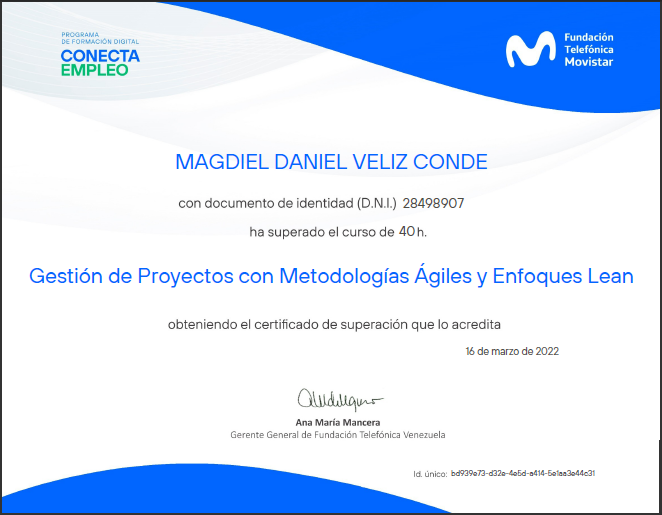 PROGRAMA
DE FORMACIÓN DIGITAL
CONECTA
EMPLEO
Fundación
Telefónica
Movistar
MAGDIEL DANIEL VELIZ CONDE
con documento de identidad (D.N.I.) 28498907
ha superado el curso de 40 h.
Gestión de Proyectos con Metodologías Ágiles y Enfoques Lean
obteniendo el certificado de superación que lo acredita
16 de marzo de 2022
Ana María Mancera
Gerente General de Fundación Telefónica Venezuela
Id. único: bd939e73-d32e-4e5d-a414-5e1aa3e44c31